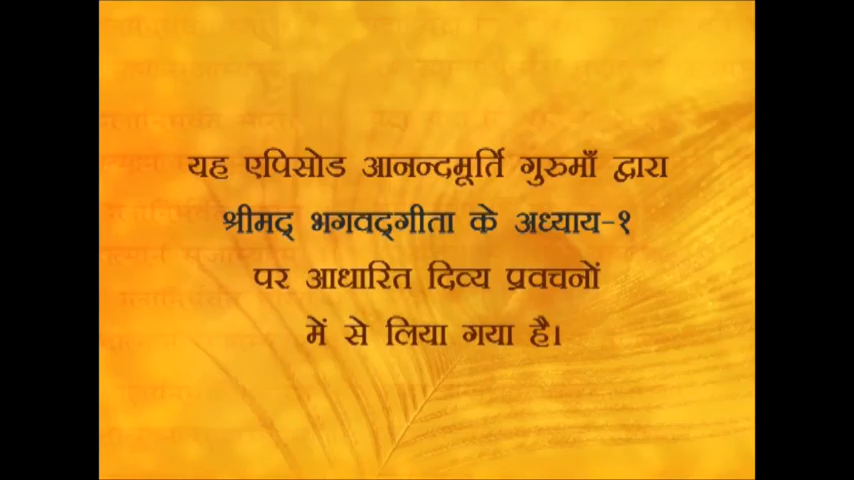 यह एपिसोड आनन्दमूर्ति गुरुमाँ द्वारा
श्रीमद् भगवद्गीता के अध्याय-१
पर आधारित दिव्य प्रवचनों
में से लिया गया है।